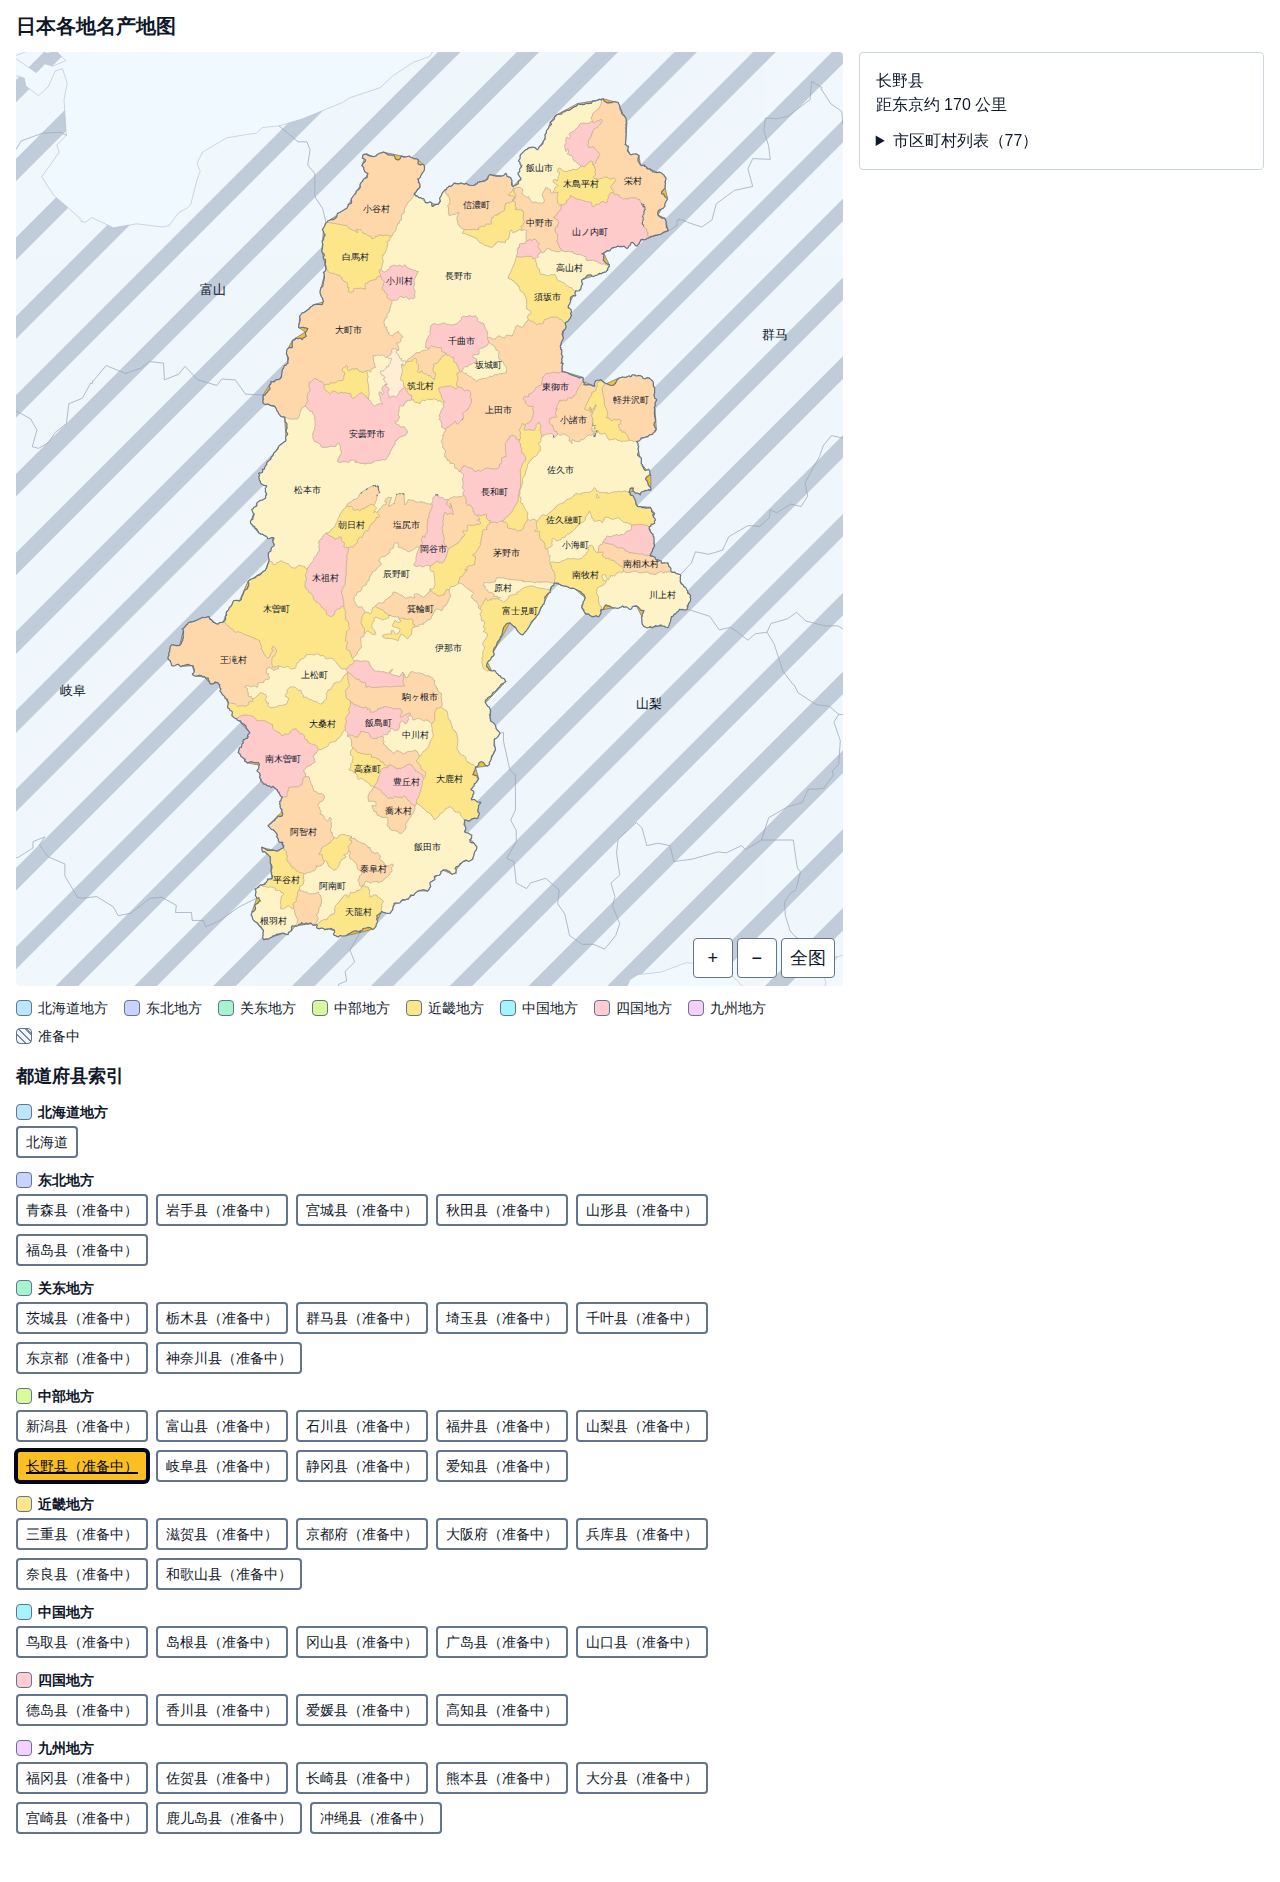 日本各地名产地图
长野县
距东京约 170 公里
▶ 市区町村列表（77）
飯山市
木島平村
栄村
小谷村
信濃町
中野市
山ノ内町
白馬村
小川村
長野市
高山村
須坂市
富山
大町市
千曲市
群马
坂城町
筑北村
東御市
軽井沢町
上田市
小諸市
安曇野市
佐久市
松本市
長和町
朝日村
塩尻市
佐久穂町
岡谷市
茅野市
小海町
南相木村
木祖村
辰野町
南牧村
原村
川上村
木曽町
箕輪町
富士見町
伊那市
王滝村
上松町
岐阜
駒ヶ根市
山梨
大桑村
飯島町
中川村
南木曽町
高森町
豊丘村
大鹿村
喬木村
阿智村
飯田市
泰阜村
平谷村
阿南町
天龍村
根羽村
+ − 全图
北海道地方 东北地方 关东地方 中部地方 近畿地方 中国地方 四国地方 九州地方
准备中
都道府县索引
北海道地方
北海道
东北地方
青森县（准备中） 岩手县（准备中） 宫城县（准备中） 秋田县（准备中） 山形县（准备中）
福岛县（准备中）
关东地方
茨城县（准备中） 栃木县（准备中） 群马县（准备中） 埼玉县（准备中） 千叶县（准备中）
东京都（准备中） 神奈川县（准备中）
中部地方
新潟县（准备中） 富山县（准备中） 石川县（准备中） 福井县（准备中） 山梨县（准备中）
长野县（准备中） 岐阜县（准备中） 静冈县（准备中） 爱知县（准备中）
近畿地方
三重县（准备中） 滋贺县（准备中） 京都府（准备中） 大阪府（准备中） 兵库县（准备中）
奈良县（准备中） 和歌山县（准备中）
中国地方
鸟取县（准备中） 岛根县（准备中） 冈山县（准备中） 广岛县（准备中） 山口县（准备中）
四国地方
德岛县（准备中） 香川县（准备中） 爱媛县（准备中） 高知县（准备中）
九州地方
福冈县（准备中） 佐贺县（准备中） 长崎县（准备中） 熊本县（准备中） 大分县（准备中）
宫崎县（准备中） 鹿儿岛县（准备中） 冲绳县（准备中）